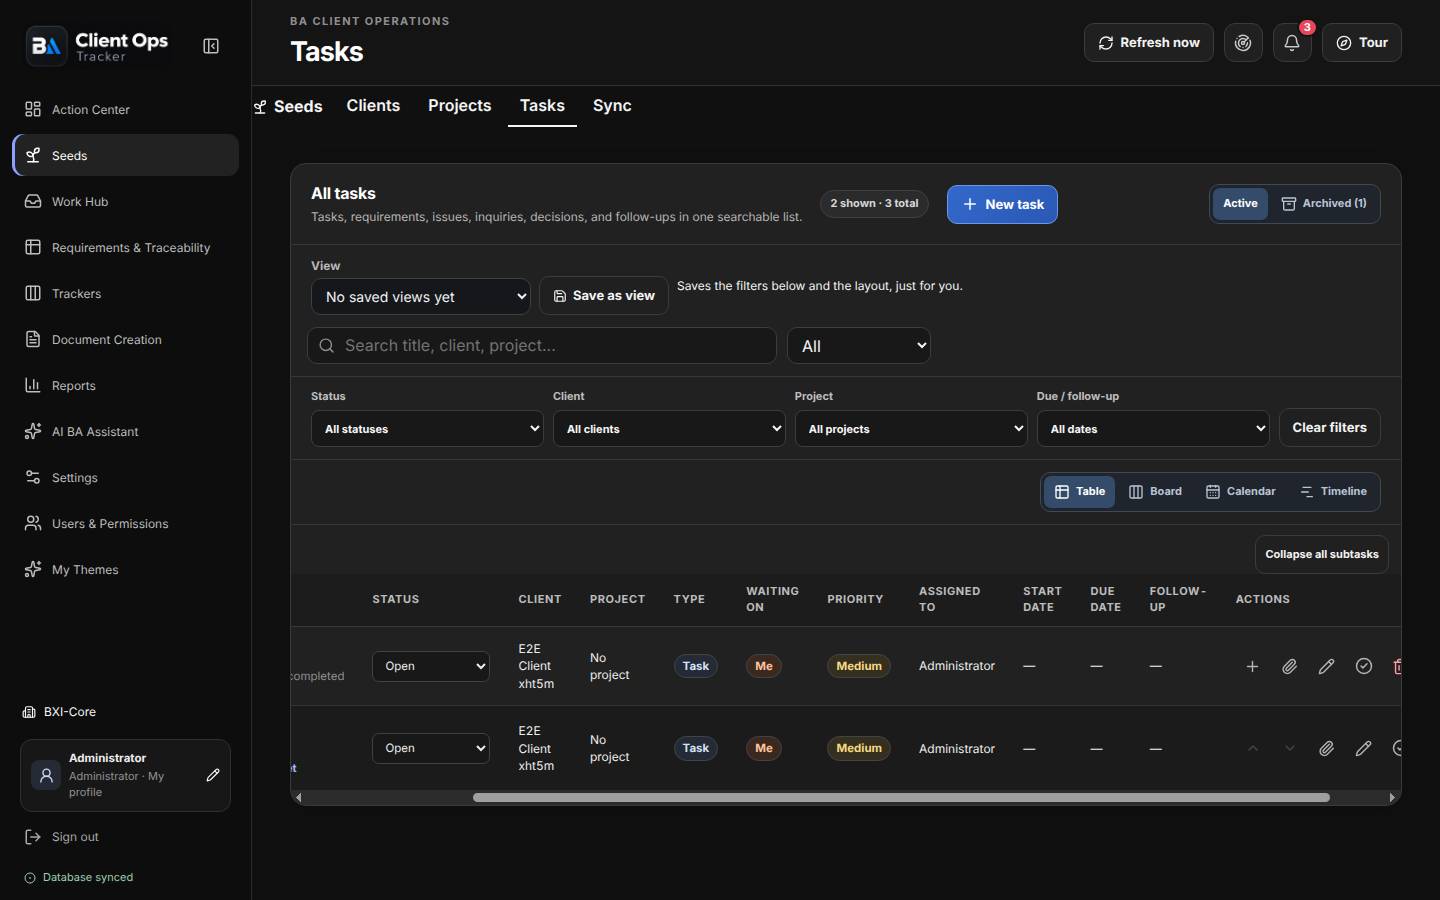 BA Client Ops
Tracker
Action Center
Seeds
Work Hub
Requirements & Traceability
Trackers
Document Creation
Reports
AI BA Assistant
Settings
Users & Permissions
My Themes
BXI-Core
Administrator
Administrator · My
profile
Sign out
Database synced
BA CLIENT OPERATIONS
Tasks
Refresh now
3
Tour
Seeds Clients Projects Tasks Sync
All tasks
Tasks, requirements, issues, inquiries, decisions, and follow-ups in one searchable list.
2 shown · 3 total
+ New task
Active Archived (1)
View
No saved views yet
Save as view
Saves the filters below and the layout, just for you.
Search title, client, project...
All
Status Client Project Due / follow-up
All statuses All clients All projects All dates Clear filters
Table Board Calendar Timeline
Collapse all subtasks
STATUS CLIENT PROJECT TYPE WAITING ON PRIORITY ASSIGNED TO START DATE DUE DATE FOLLOW-UP ACTIONS
completed Open E2E Client xht5m No project Task Me Medium Administrator — — —
Open E2E Client xht5m No project Task Me Medium Administrator — — —